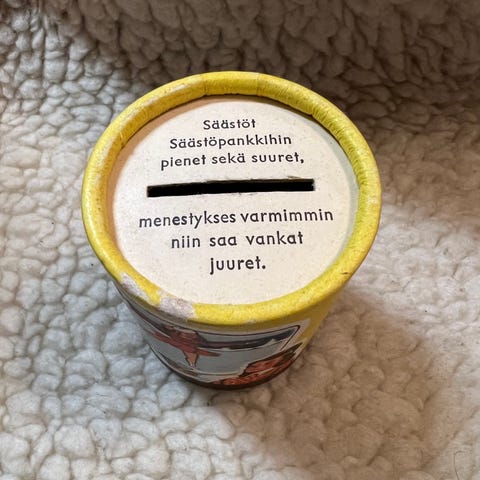 Säästöt
Säästöpankkihin
pienet sekä suuret,
menestykses varmimmin
niin saa vankat
juuret.